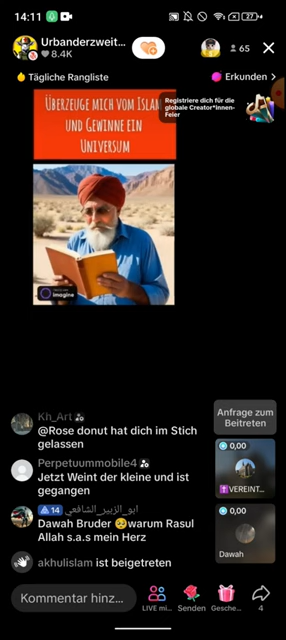 14:11
27
Urbanderzweit...
8.4K
65
Tägliche Rangliste
Erkunden >
ÜBERZEUGE MICH VOM ISLAM
UND GEWINNE EIN
UNIVERSUM
Registriere dich für die
globale Creator*innen-
Feier
imagine
Kh_Art
@Rose donut hat dich im Stich
gelassen
Perpetuummobile4
Jetzt Weint der kleine und ist
gegangen
14 ابو_الزبير_الشافعي
Dawah Bruder 🥺warum Rasul
Allah s.a.s mein Herz
akhulislam ist beigetreten
Anfrage zum
Beitreten
0,00
VEREINT...
0,00
Dawah
Kommentar hinz...
LIVE mi...
Senden
Gesche...
4